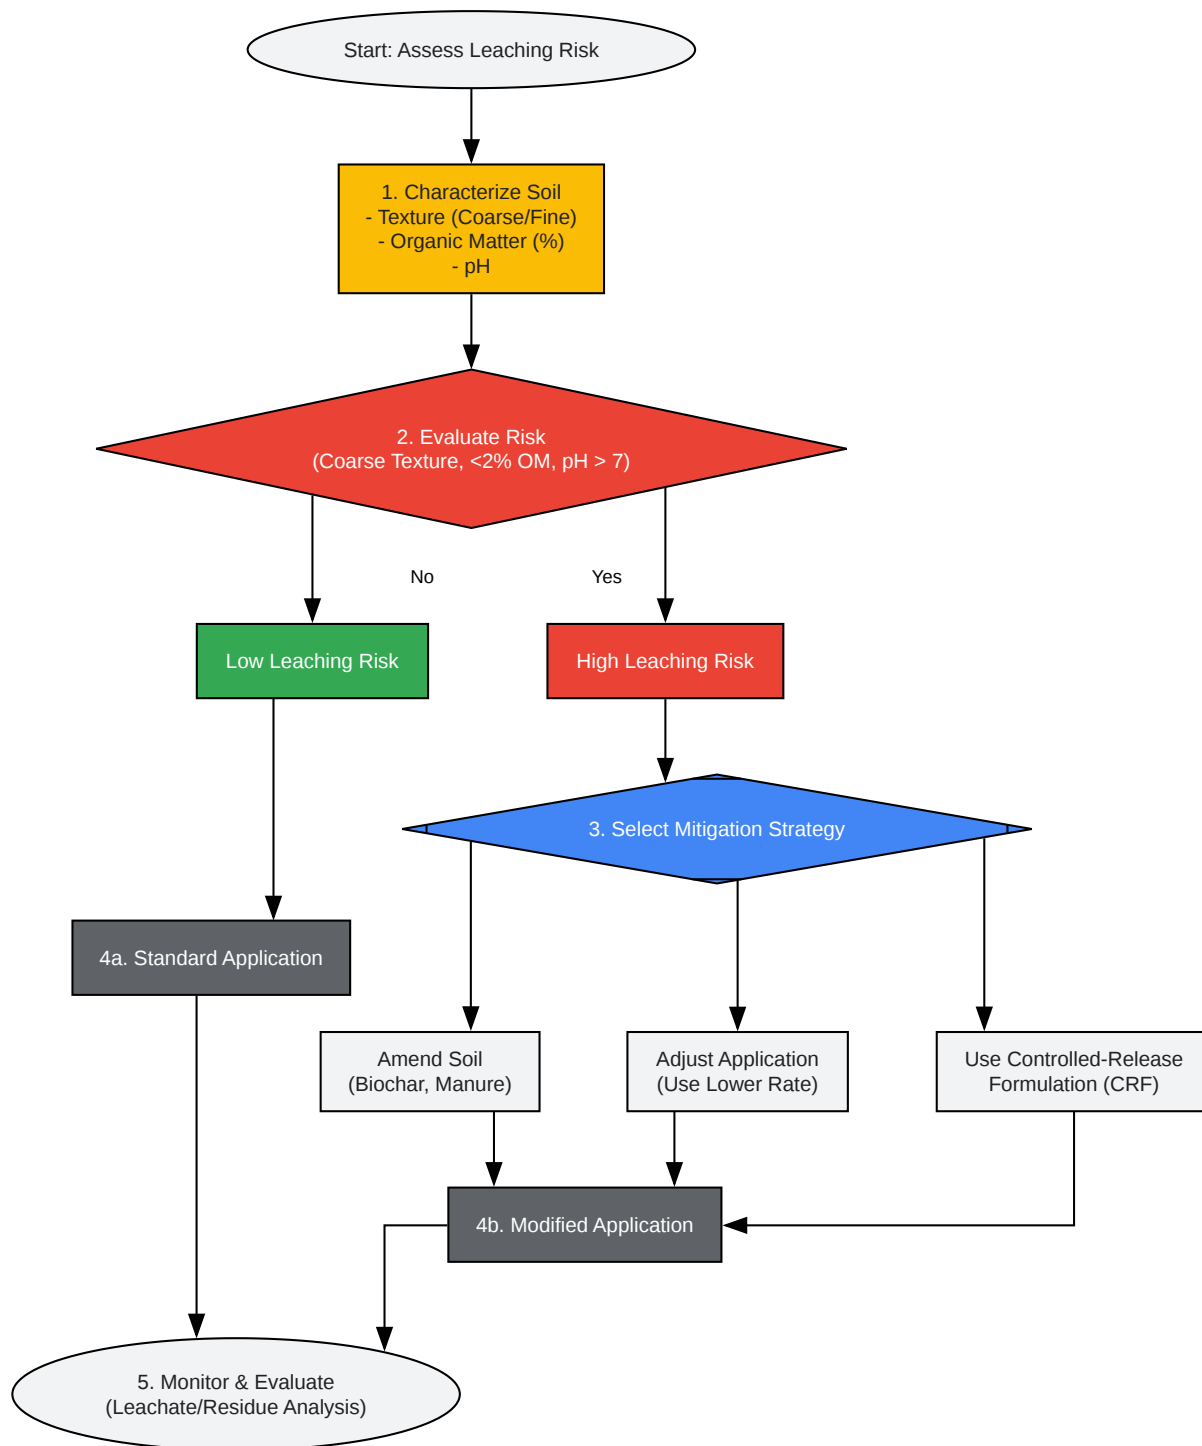 Start: Assess Leaching Risk
1. Characterize Soil
- Texture (Coarse/Fine)
- Organic Matter (%)
- pH
2. Evaluate Risk
(Coarse Texture, <2% OM, pH > 7)
No
Yes
Low Leaching Risk
High Leaching Risk
3. Select Mitigation Strategy
4a. Standard Application
Amend Soil
(Biochar, Manure)
Adjust Application
(Use Lower Rate)
Use Controlled-Release
Formulation (CRF)
4b. Modified Application
5. Monitor & Evaluate
(Leachate/Residue Analysis)